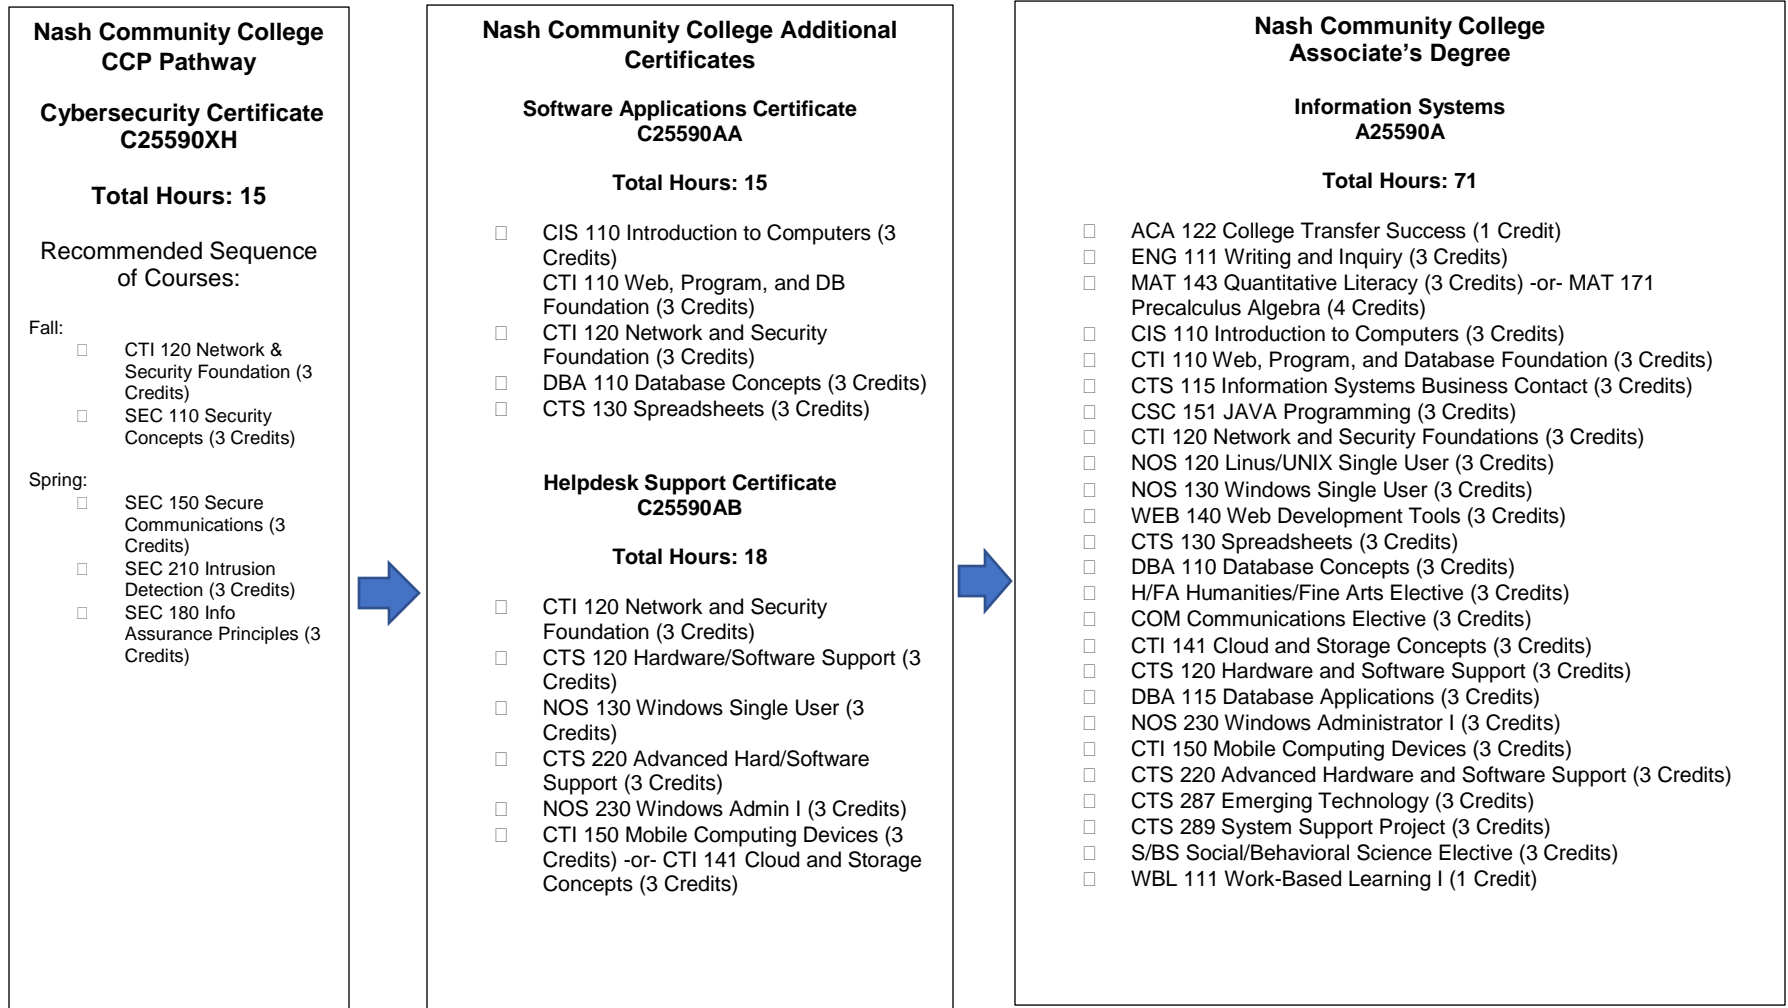 Nash Community College
CCP Pathway
Cybersecurity Certificate
C25590XH
Total Hours: 15
Recommended Sequence
of Courses:
Fall:
CTI 120 Network &
Security Foundation (3
Credits)
SEC 110 Security
Concepts (3 Credits)
Spring:
SEC 150 Secure
Communications (3
Credits)
SEC 210 Intrusion
Detection (3 Credits)
SEC 180 Info
Assurance Principles (3
Credits)
Nash Community College Additional
Certificates
Software Applications Certificate
C25590AA
Total Hours: 15
CIS 110 Introduction to Computers (3
Credits)
CTI 110 Web, Program, and DB
Foundation (3 Credits)
CTI 120 Network and Security
Foundation (3 Credits)
DBA 110 Database Concepts (3 Credits)
CTS 130 Spreadsheets (3 Credits)
Helpdesk Support Certificate
C25590AB
Total Hours: 18
CTI 120 Network and Security
Foundation (3 Credits)
CTS 120 Hardware/Software Support (3
Credits)
NOS 130 Windows Single User (3
Credits)
CTS 220 Advanced Hard/Software
Support (3 Credits)
NOS 230 Windows Admin I (3 Credits)
CTI 150 Mobile Computing Devices (3
Credits) -or- CTI 141 Cloud and Storage
Concepts (3 Credits)
Nash Community College
Associate's Degree
Information Systems
A25590A
Total Hours: 71
ACA 122 College Transfer Success (1 Credit)
ENG 111 Writing and Inquiry (3 Credits)
MAT 143 Quantitative Literacy (3 Credits) -or- MAT 171
Precalculus Algebra (4 Credits)
CIS 110 Introduction to Computers (3 Credits)
CTI 110 Web, Program, and Database Foundation (3 Credits)
CTS 115 Information Systems Business Contact (3 Credits)
CSC 151 JAVA Programming (3 Credits)
CTI 120 Network and Security Foundations (3 Credits)
NOS 120 Linus/UNIX Single User (3 Credits)
NOS 130 Windows Single User (3 Credits)
WEB 140 Web Development Tools (3 Credits)
CTS 130 Spreadsheets (3 Credits)
DBA 110 Database Concepts (3 Credits)
H/FA Humanities/Fine Arts Elective (3 Credits)
COM Communications Elective (3 Credits)
CTI 141 Cloud and Storage Concepts (3 Credits)
CTS 120 Hardware and Software Support (3 Credits)
DBA 115 Database Applications (3 Credits)
NOS 230 Windows Administrator I (3 Credits)
CTI 150 Mobile Computing Devices (3 Credits)
CTS 220 Advanced Hardware and Software Support (3 Credits)
CTS 287 Emerging Technology (3 Credits)
CTS 289 System Support Project (3 Credits)
S/BS Social/Behavioral Science Elective (3 Credits)
WBL 111 Work-Based Learning I (1 Credit)